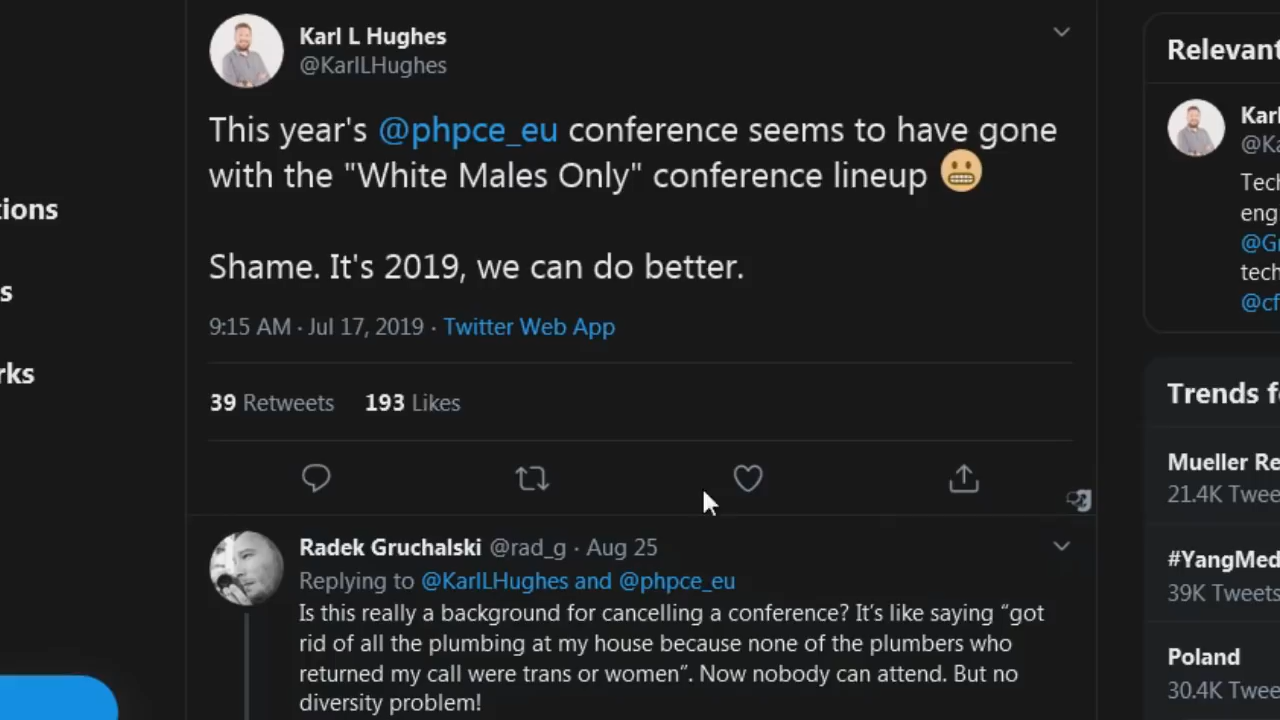 Karl L Hughes
@KarlLHughes
This year's @phpce_eu conference seems to have gone
with the "White Males Only" conference lineup 😬
Shame. It's 2019, we can do better.
9:15 AM · Jul 17, 2019 · Twitter Web App
39 Retweets 193 Likes
Radek Gruchalski @rad_g · Aug 25
Replying to @KarlLHughes and @phpce_eu
Is this really a background for cancelling a conference? It’s like saying “got
rid of all the plumbing at my house because none of the plumbers who
returned my call were trans or women”. Now nobody can attend. But no
diversity problem!
tions
s
rks
Relevant
Karl
@Ka
Tech
eng
@Gr
tech
@cf
Trends f
Mueller Re
21.4K Twee
#YangMed
39K Tweets
Poland
30.4K Twee